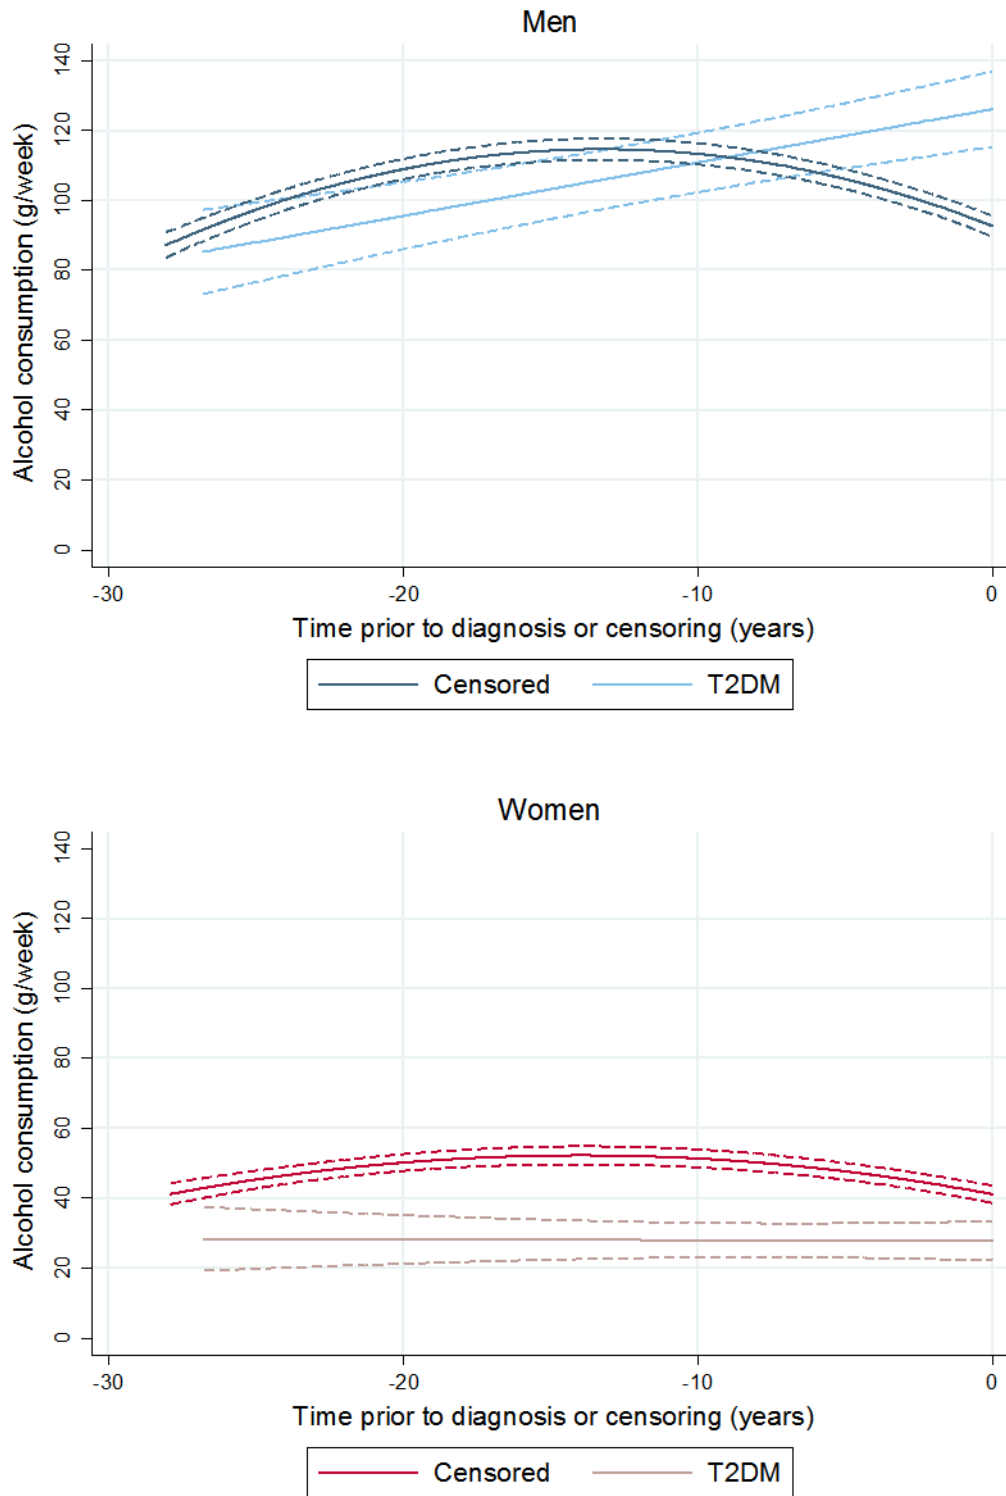 Men
Alcohol consumption (g/week)
140
120
100
80
60
40
20
0
-30 -20 -10 0
Time prior to diagnosis or censoring (years)
Censored T2DM
Women
Alcohol consumption (g/week)
140
120
100
80
60
40
20
0
-30 -20 -10 0
Time prior to diagnosis or censoring (years)
Censored T2DM